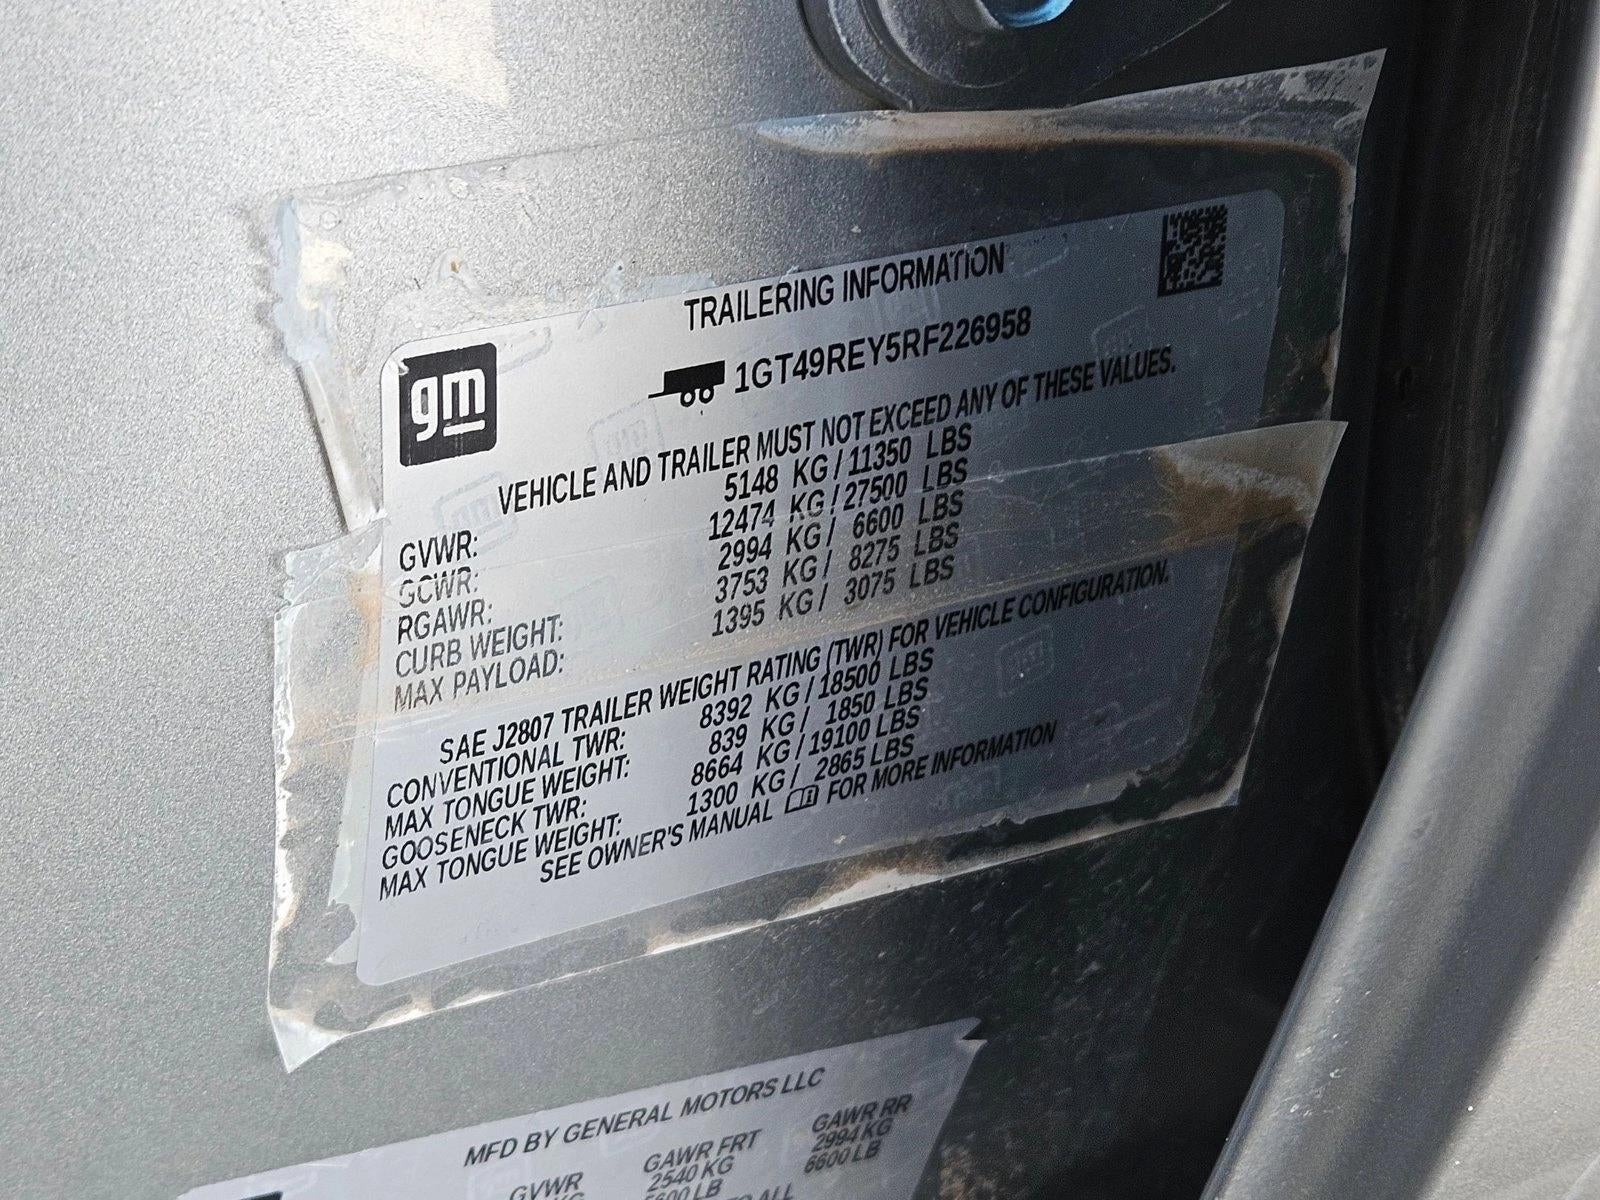 TRAILERING INFORMATION
gm
1GT49REY5RF226958
VEHICLE AND TRAILER MUST NOT EXCEED ANY OF THESE VALUES.
GVWR: 5148 KG / 11350 LBS
GCWR: 12474 KG / 27500 LBS
RGAWR: 2994 KG / 6600 LBS
CURB WEIGHT: 3753 KG / 8275 LBS
MAX PAYLOAD: 1395 KG / 3075 LBS
SAE J2807 TRAILER WEIGHT RATING (TWR) FOR VEHICLE CONFIGURATION.
CONVENTIONAL TWR: 8392 KG / 18500 LBS
MAX TONGUE WEIGHT: 839 KG / 1850 LBS
GOOSENECK TWR: 8664 KG / 19100 LBS
MAX TONGUE WEIGHT: 1300 KG / 2865 LBS
SEE OWNER'S MANUAL FOR MORE INFORMATION
MFD BY GENERAL MOTORS LLC
GVWR GAWR FRT GAWR RR
KG 2540 KG 2994 KG
5600 LB 6600 LB
TO ALL